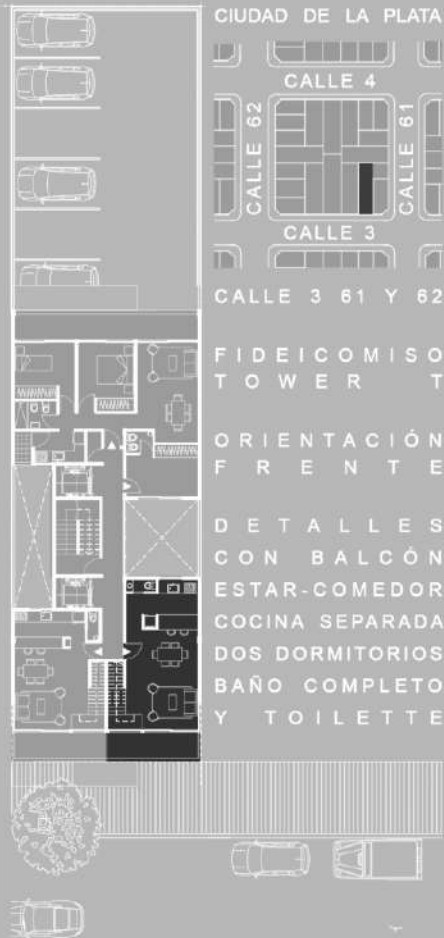 CIUDAD DE LA PLATA
CALLE 4
CALLE 62
CALLE 61
CALLE 3
CALLE 3 61 Y 62
FIDEICOMISO
TOWER T
ORIENTACIÓN
FRENTE
DETALLES
CON BALCÓN
ESTAR-COMEDOR
COCINA SEPARADA
DOS DORMITORIOS
BAÑO COMPLETO
Y TOILETTE